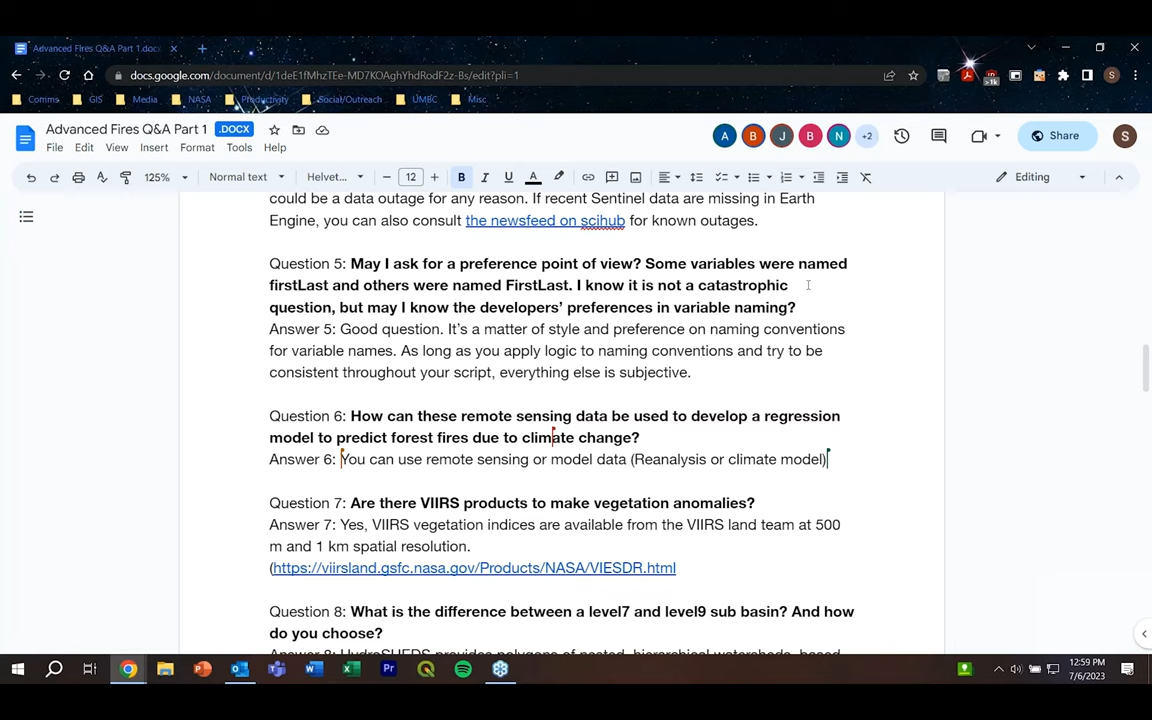 Advanced Fires Q&A Part 1.docx
docs.google.com/document/d/1deE1fMhzTEe-MD7KOAghYhdRodF2z-Bs/edit?pli=1
>1k
S
Comms GIS Media NASA Productivity Social/Outreach UMBC Misc
Advanced Fires Q&A Part 1 .DOCX
A B J B N +2 Share S
File Edit View Insert Format Tools Help
125% Normal text Helvet... 12 B I U A Editing
could be a data outage for any reason. If recent Sentinel data are missing in Earth
Engine, you can also consult the newsfeed on scihub for known outages.
Question 5: May I ask for a preference point of view? Some variables were named
firstLast and others were named FirstLast. I know it is not a catastrophic
question, but may I know the developers’ preferences in variable naming?
Answer 5: Good question. It’s a matter of style and preference on naming conventions
for variable names. As long as you apply logic to naming conventions and try to be
consistent throughout your script, everything else is subjective.
Question 6: How can these remote sensing data be used to develop a regression
model to predict forest fires due to climate change?
Answer 6: You can use remote sensing or model data (Reanalysis or climate model)
Question 7: Are there VIIRS products to make vegetation anomalies?
Answer 7: Yes, VIIRS vegetation indices are available from the VIIRS land team at 500
m and 1 km spatial resolution.
(https://viirsland.gsfc.nasa.gov/Products/NASA/VIESDR.html
Question 8: What is the difference between a level7 and level9 sub basin? And how
do you choose?
Answer 8: HydroSHEDS provides polygons of nested, hierarchical watersheds, based
12:59 PM
7/6/2023